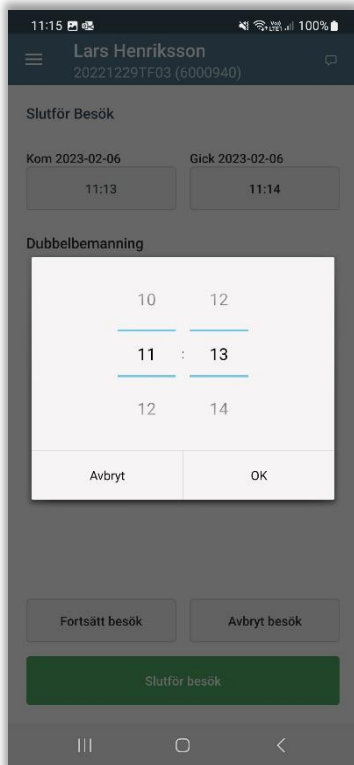 11:15 100%
Lars Henriksson
20221229TF03 (6000940)
Slutför Besök
Kom 2023-02-06 Gick 2023-02-06
11:13 11:14
Dubbelbemanning
10 12
11 : 13
12 14
Avbryt OK
Fortsätt besök Avbryt besök
Slutför besök